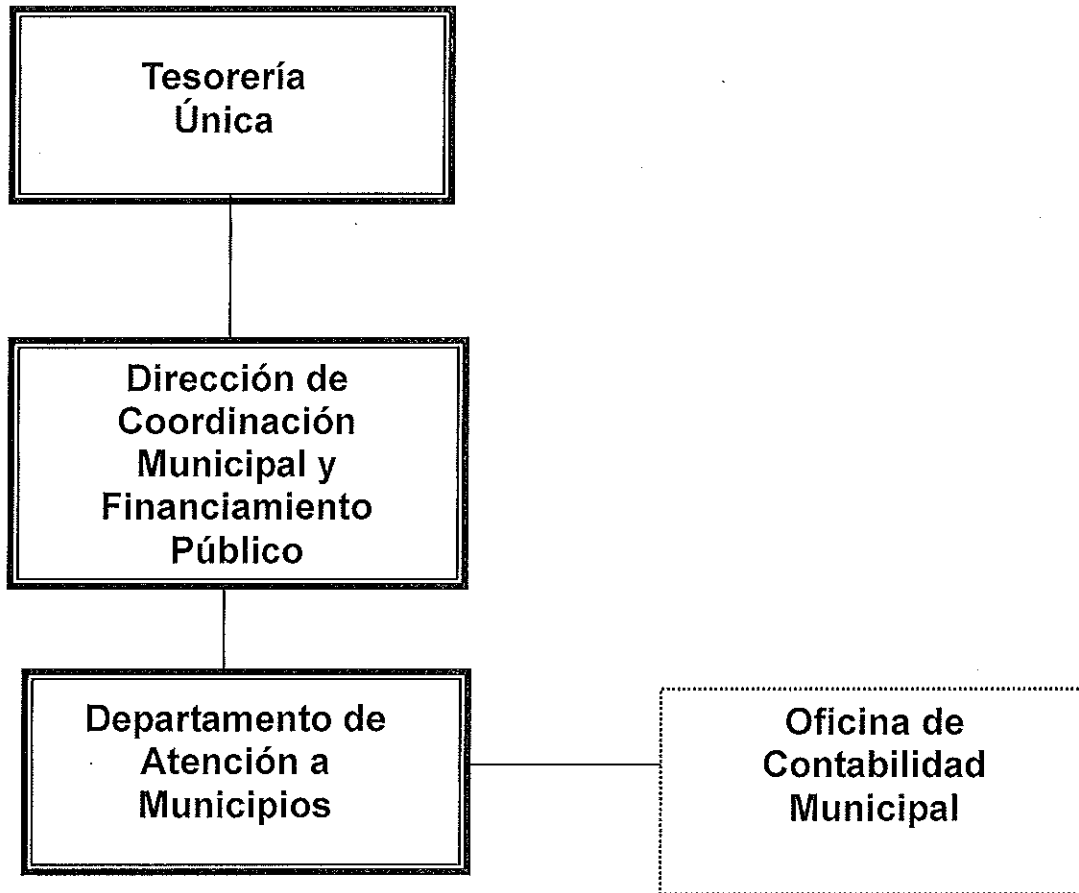 Tesorería
Única
Dirección de
Coordinación
Municipal y
Financiamiento
Público
Departamento de
Atención a
Municipios
Oficina de
Contabilidad
Municipal